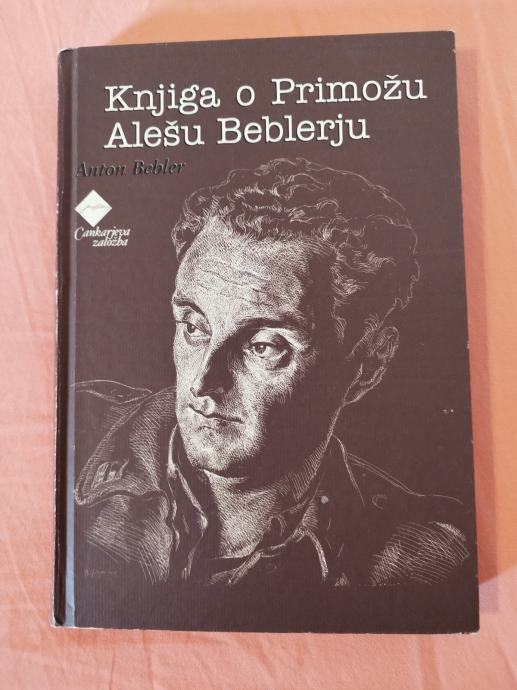 Knjiga o Primožu
Alešu Beblerju
Anton Bebler
Cankarjeva
založba